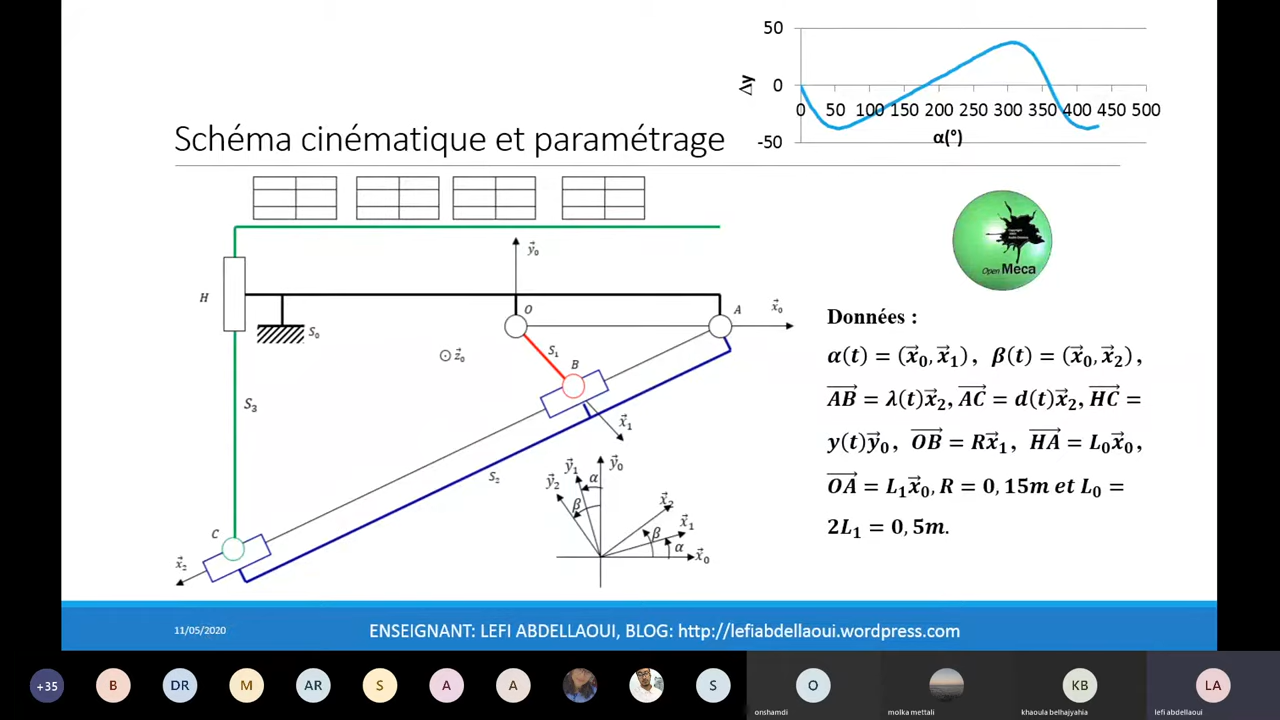 50
0
-50
Δy
0 50 100 150 200 250 300 350 400 450 500
α(°)
Schéma cinématique et paramétrage
y⃗₀
H
O
A
x⃗₀
S₀
S₁
z⃗₀
B
S₃
x⃗₁
S₂
C
x⃗₂
y⃗₀
y⃗₁
α
y⃗₂
β
x⃗₂
x⃗₁
β
α
x⃗₀
Open Meca
Données :
α(t) = (x⃗₀, x⃗₁), β(t) = (x⃗₀, x⃗₂),
AB⃗ = λ(t)x⃗₂, AC⃗ = d(t)x⃗₂, HC⃗ =
y(t)y⃗₀, OB⃗ = Rx⃗₁, HA⃗ = L₀x⃗₀,
OA⃗ = L₁x⃗₀, R = 0, 15m et L₀ =
2L₁ = 0, 5m.
11/05/2020
ENSEIGNANT: LEFI ABDELLAOUI, BLOG: http://lefiabdellaoui.wordpress.com
+35
B
DR
M
AR
S
A
A
S
O
KB
LA
onshamdi
molka mettali
khaoula belhajyahia
lefi abdellaoui